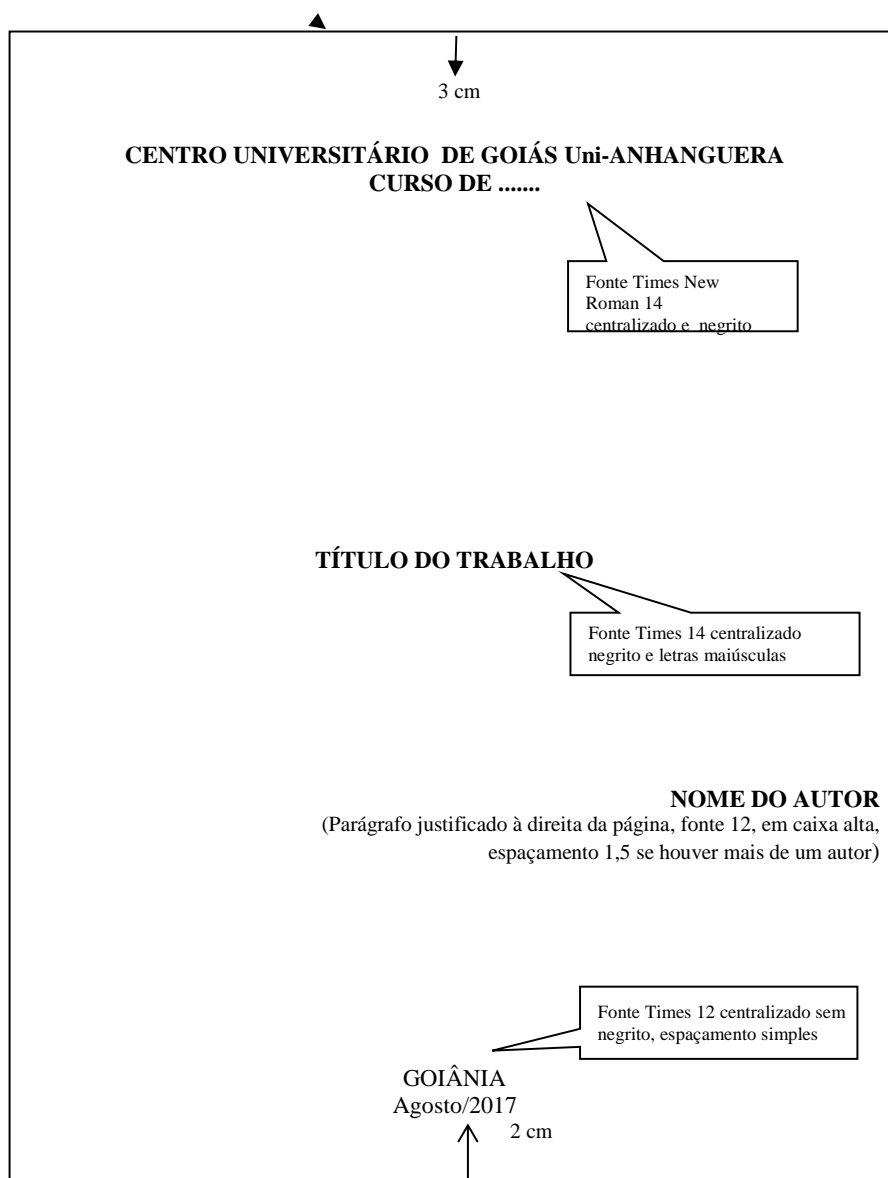 3 cm
CENTRO UNIVERSITÁRIO DE GOIÁS Uni-ANHANGUERA
CURSO DE .......
Fonte Times New
Roman 14
centralizado e negrito
TÍTULO DO TRABALHO
Fonte Times 14 centralizado
negrito e letras maiúsculas
NOME DO AUTOR
(Parágrafo justificado à direita da página, fonte 12, em caixa alta,
espaçamento 1,5 se houver mais de um autor)
Fonte Times 12 centralizado sem
negrito, espaçamento simples
GOIÂNIA
Agosto/2017
2 cm